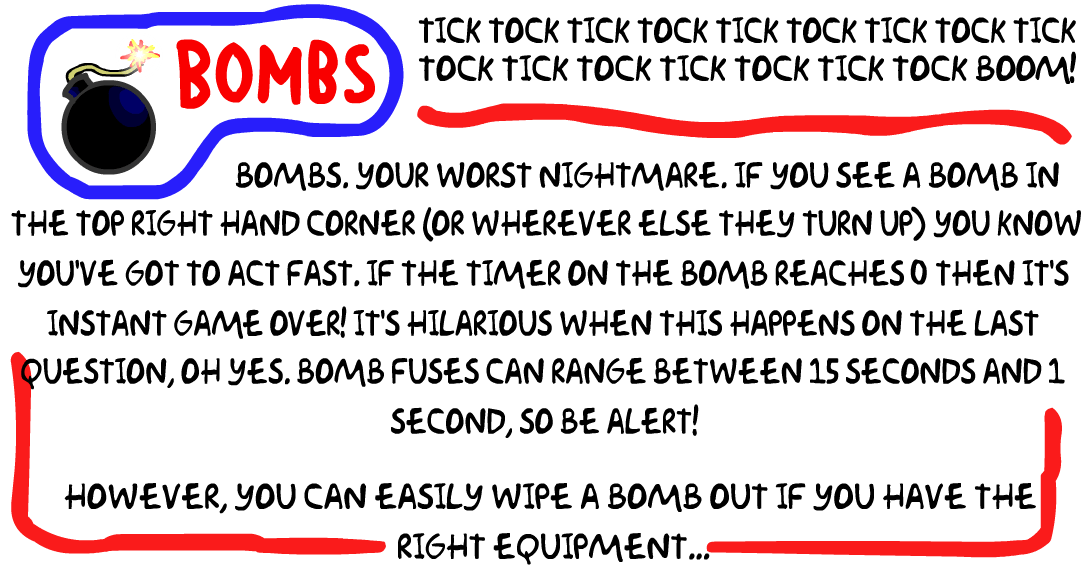 BOMBS
TICK TOCK TICK TOCK TICK TOCK TICK TOCK TICK
TOCK TICK TOCK TICK TOCK TICK TOCK BOOM!
BOMBS. YOUR WORST NIGHTMARE. IF YOU SEE A BOMB IN
THE TOP RIGHT HAND CORNER (OR WHEREVER ELSE THEY TURN UP) YOU KNOW
YOU'VE GOT TO ACT FAST. IF THE TIMER ON THE BOMB REACHES 0 THEN IT'S
INSTANT GAME OVER! IT'S HILARIOUS WHEN THIS HAPPENS ON THE LAST
QUESTION, OH YES. BOMB FUSES CAN RANGE BETWEEN 15 SECONDS AND 1
SECOND, SO BE ALERT!
HOWEVER, YOU CAN EASILY WIPE A BOMB OUT IF YOU HAVE THE
RIGHT EQUIPMENT...